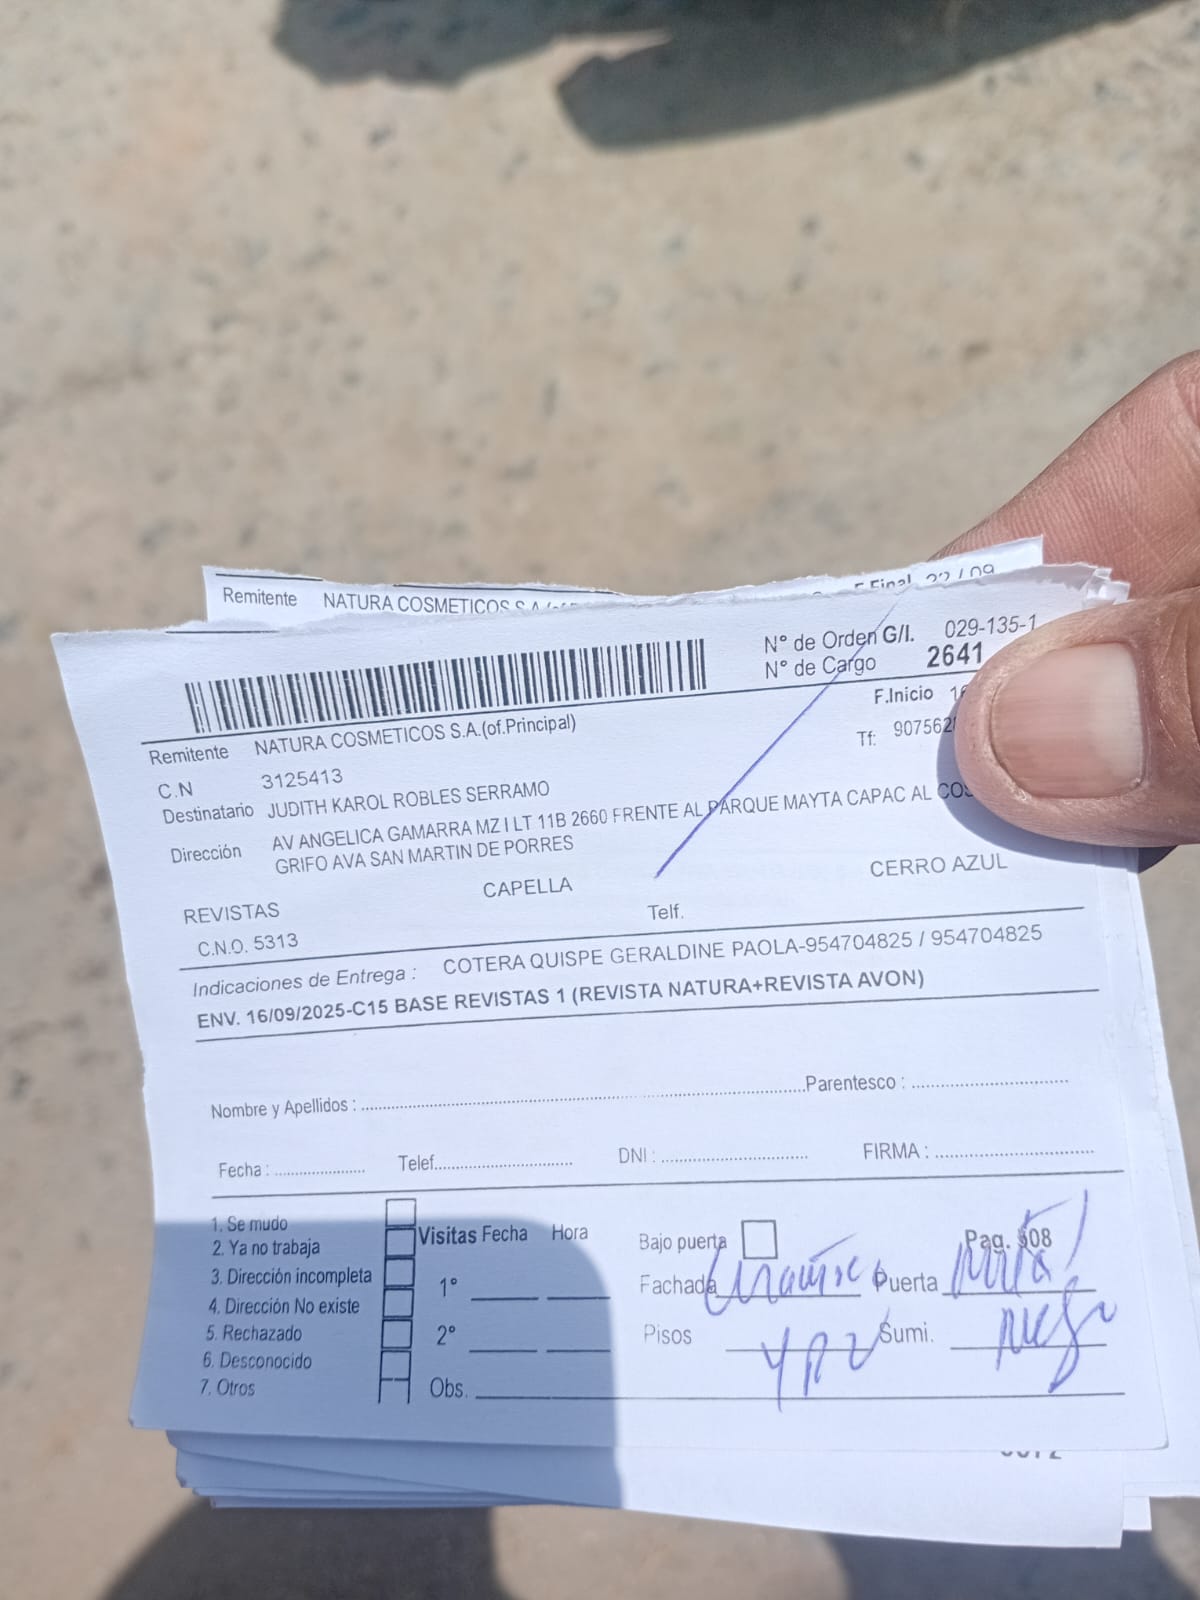 Remitente NATURA COSMETICOS S.A.
F.Final 22/09
N° de Orden G/I. 029-135-1
N° de Cargo 2641
F.Inicio
Remitente NATURA COSMETICOS S.A.(of.Principal)
Tf:
C.N 3125413
Destinatario JUDITH KAROL ROBLES SERRAMO
Dirección AV ANGELICA GAMARRA MZ I LT 11B 2660 FRENTE AL PARQUE MAYTA CAPAC AL
GRIFO AVA SAN MARTIN DE PORRES
REVISTAS CAPELLA CERRO AZUL
C.N.O. 5313 Telf.
Indicaciones de Entrega : COTERA QUISPE GERALDINE PAOLA-954704825 / 954704825
ENV. 16/09/2025-C15 BASE REVISTAS 1 (REVISTA NATURA+REVISTA AVON)
Nombre y Apellidos : Parentesco :
Fecha : Telef. DNI : FIRMA :
1. Se mudo
2. Ya no trabaja
3. Dirección incompleta
4. Dirección No existe
5. Rechazado
6. Desconocido
7. Otros
Visitas Fecha Hora
1°
2°
Obs.
Bajo puerta
Fachada Puerta
Pisos Sumi.